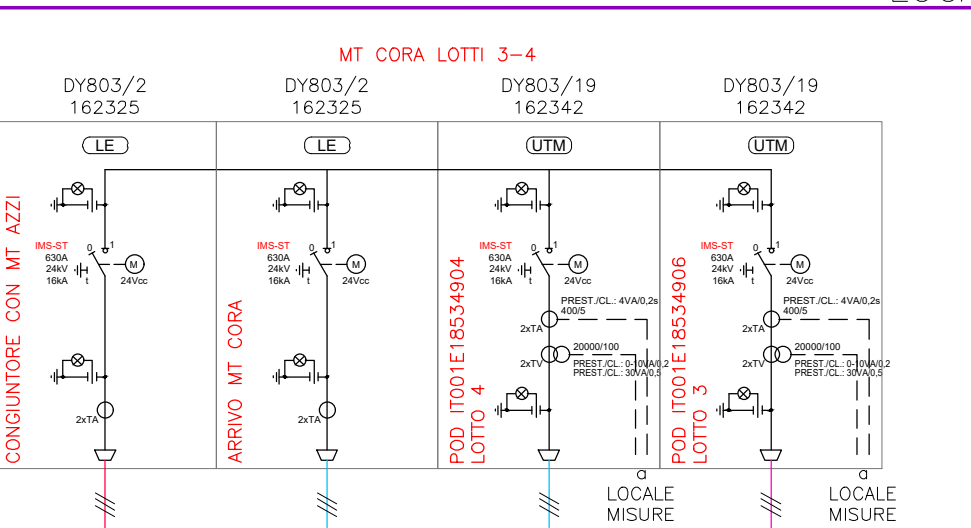 MT CORA LOTTI 3-4
DY803/2
162325
DY803/2
162325
DY803/19
162342
DY803/19
162342
LE
LE
UTM
UTM
CONGIUNTORE CON MT AZZI
IMS-ST
630A
24kV
16kA
0
1
t
M
24Vcc
2xTA
ARRIVO MT CORA
IMS-ST
630A
24kV
16kA
0
1
t
M
24Vcc
2xTA
POD IT001E18534904
LOTTO 4
IMS-ST
630A
24kV
16kA
0
1
t
M
24Vcc
PREST./CL.: 4VA/0,2s
400/5
2xTA
20000/100
2xTV
PREST./CL.: 0-10VA/0,2
PREST./CL.: 30VA/0,5
a
LOCALE
MISURE
POD IT001E18534906
LOTTO 3
IMS-ST
630A
24kV
16kA
0
1
t
M
24Vcc
PREST./CL.: 4VA/0,2s
400/5
2xTA
20000/100
2xTV
PREST./CL.: 0-10VA/0,2
PREST./CL.: 30VA/0,5
a
LOCALE
MISURE